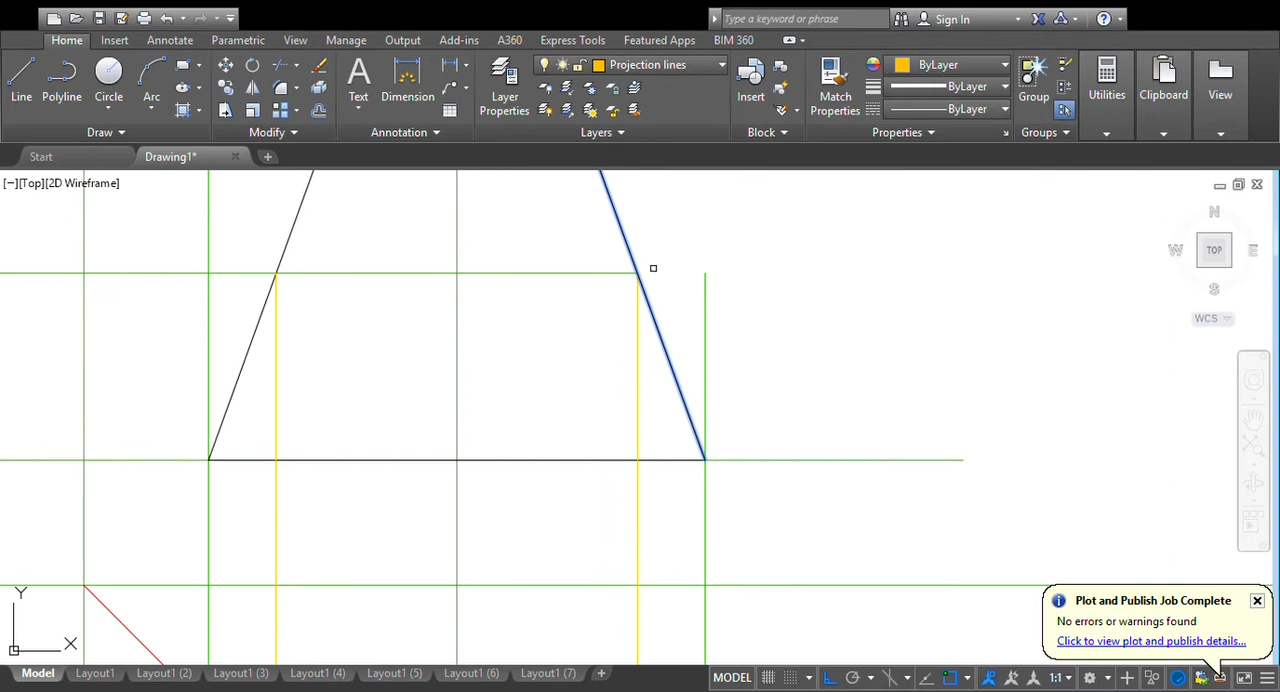 Type a keyword or phrase
Sign In
Home Insert Annotate Parametric View Manage Output Add-ins A360 Express Tools Featured Apps BIM 360
Line Polyline Circle Arc
Draw
Modify
Text Dimension
Annotation
Layer Properties
Projection lines
Layers
Insert
Block
Match Properties
ByLayer
ByLayer
ByLayer
Properties
Group
Groups
Utilities
Clipboard
View
Start Drawing1*
[−][Top][2D Wireframe]
N
W TOP E
S
WCS
Y
X
Plot and Publish Job Complete
No errors or warnings found
Click to view plot and publish details...
Model Layout1 Layout1 (2) Layout1 (3) Layout1 (4) Layout1 (5) Layout1 (6) Layout1 (7)
MODEL 1:1